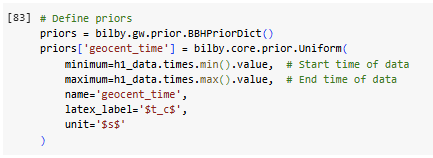 [83] # Define priors
priors = bilby.gw.prior.BBHPriorDict()
priors['geocent_time'] = bilby.core.prior.Uniform(
    minimum=h1_data.times.min().value,  # Start time of data
    maximum=h1_data.times.max().value,  # End time of data
    name='geocent_time',
    latex_label='$t_c$',
    unit='$s$'
)